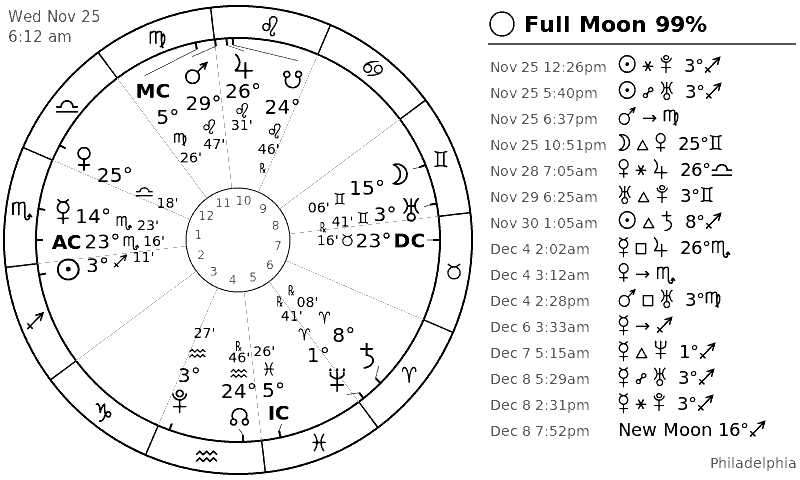 Wed Nov 25
6:12 am
Full Moon 99%
Nov 25 12:26pm ☉ ⚹ ♇ 3°♐
Nov 25 5:40pm ☉ ☍ ♅ 3°♐
Nov 25 6:37pm ♂ → ♍
Nov 25 10:51pm ☽ △ ♀ 25°♊
Nov 28 7:05am ♀ ⚹ ♃ 26°♎
Nov 29 6:25am ♅ △ ♇ 3°♊
Nov 30 1:05am ☉ △ ♄ 8°♐
Dec 4 2:02am ☿ □ ♃ 26°♏
Dec 4 3:12am ♀ → ♏
Dec 4 2:28pm ♂ □ ♅ 3°♍
Dec 6 3:33am ☿ → ♐
Dec 7 5:15am ☿ △ ♆ 1°♐
Dec 8 5:29am ☿ ☍ ♅ 3°♐
Dec 8 2:31pm ☿ ⚹ ♇ 3°♐
Dec 8 7:52pm New Moon 16°♐
Philadelphia
♍ ♌ ♋ ♊ ♉ ♈ ♓ ♒ ♑ ♐ ♏ ♎
MC 5° ♍ 26'
♂ 29° ♌ 47'
♃ 26° ♌ 31'
☋ 24° ♌ 46' ℞
☽ 15° ♊ 06'
♅ 3° ♊ 41' ℞
DC 23° ♉ 16'
♄ 8° ♈ 08' ℞
♆ 1° ♈ 41' ℞
IC 5° ♓ 26'
☊ 24° ♒ 46' ℞
♇ 3° ♒ 27'
☉ 3° ♐ 11'
AC 23° ♏ 16'
☿ 14° ♏ 23'
♀ 25° ♎ 18'
1 2 3 4 5 6 7 8 9 10 11 12